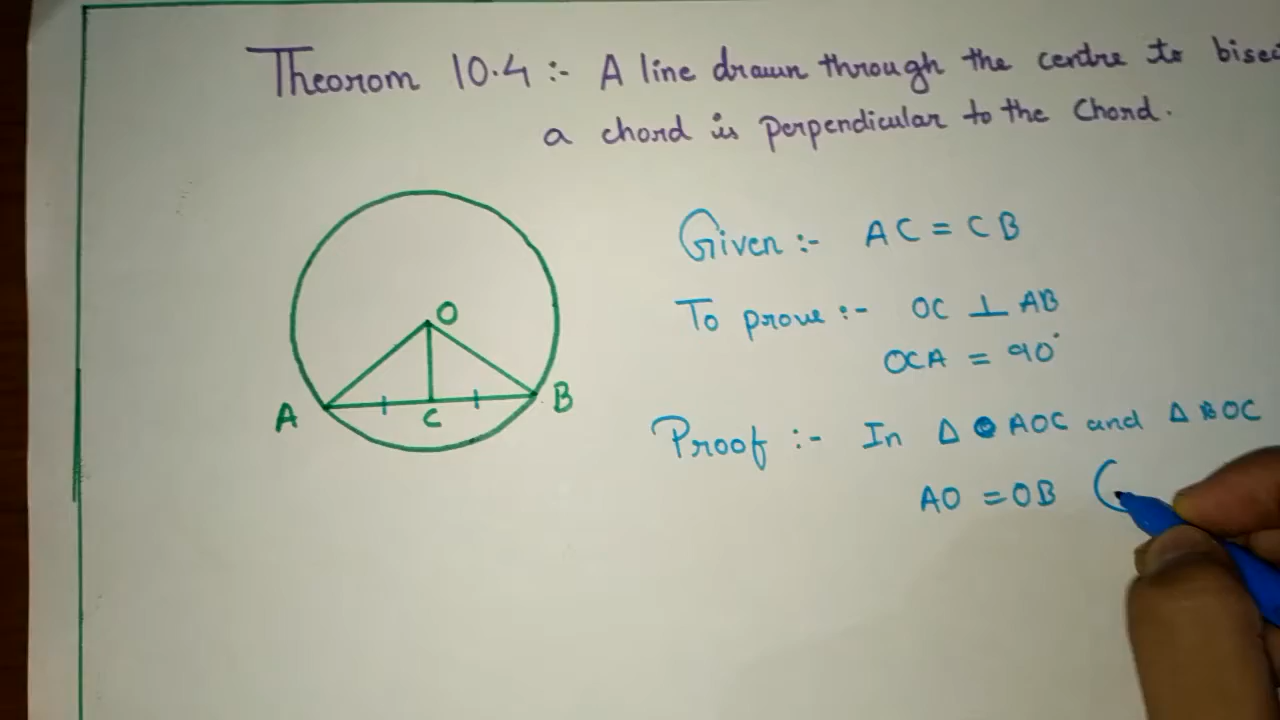 Theorom 10.4 :- A line drawn through the centre to bisec
a chord is perpendicular to the Chord.
Given :- AC = CB
To prove :- OC ⊥ AB
OCA = 90°
Proof :- In Δ AOC and Δ BOC
AO = OB (
O
A
C
B